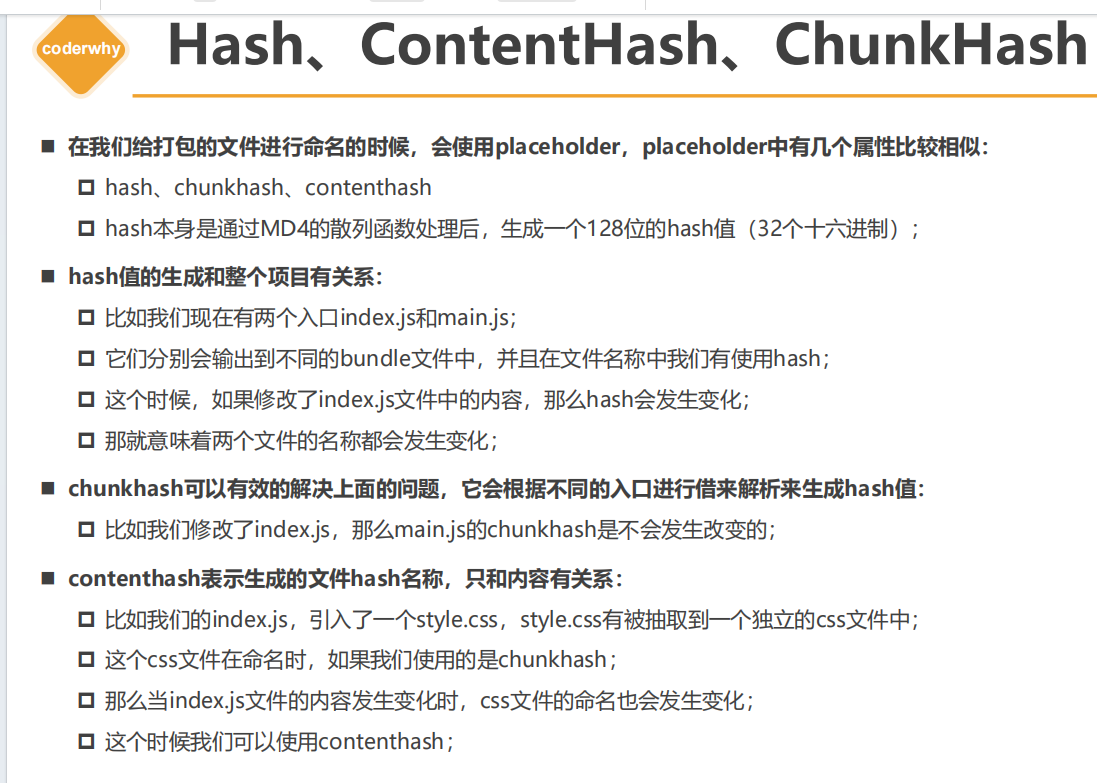 coderwhy
Hash、ContentHash、ChunkHash
在我们给打包的文件进行命名的时候，会使用placeholder，placeholder中有几个属性比较相似：
hash、chunkhash、contenthash
hash本身是通过MD4的散列函数处理后，生成一个128位的hash值（32个十六进制）；
hash值的生成和整个项目有关系：
比如我们现在有两个入口index.js和main.js；
它们分别会输出到不同的bundle文件中，并且在文件名称中我们有使用hash；
这个时候，如果修改了index.js文件中的内容，那么hash会发生变化；
那就意味着两个文件的名称都会发生变化；
chunkhash可以有效的解决上面的问题，它会根据不同的入口进行借来解析来生成hash值：
比如我们修改了index.js，那么main.js的chunkhash是不会发生改变的；
contenthash表示生成的文件hash名称，只和内容有关系：
比如我们的index.js，引入了一个style.css，style.css有被抽取到一个独立的css文件中；
这个css文件在命名时，如果我们使用的是chunkhash；
那么当index.js文件的内容发生变化时，css文件的命名也会发生变化；
这个时候我们可以使用contenthash；